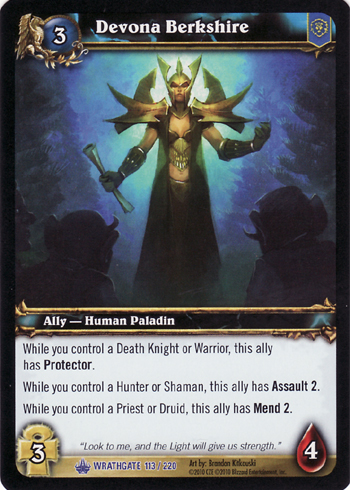 3
Devona Berkshire
Ally — Human Paladin
While you control a Death Knight or Warrior, this ally
has Protector.
While you control a Hunter or Shaman, this ally has Assault 2.
While you control a Priest or Druid, this ally has Mend 2.
"Look to me, and the Light will give us strength."
3
4
WRATHGATE 113 / 220
Art by: Brandon Kitkouski
©2010 CZE ©2010 Blizzard Entertainment, Inc.